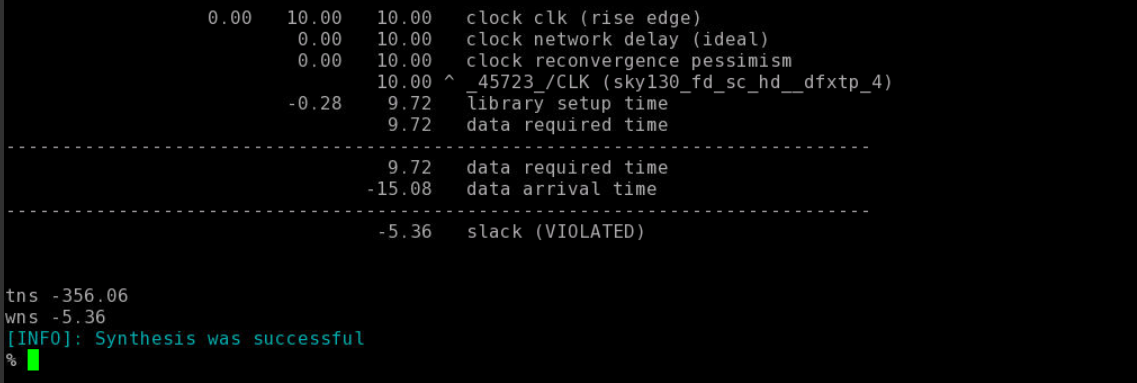 0.00 10.00 10.00 clock clk (rise edge)
0.00 10.00 clock network delay (ideal)
0.00 10.00 clock reconvergence pessimism
10.00 ^ _45723_/CLK (sky130_fd_sc_hd__dfxtp_4)
-0.28 9.72 library setup time
9.72 data required time
-----------------------------------------------------------------------------
9.72 data required time
-15.08 data arrival time
-----------------------------------------------------------------------------
-5.36 slack (VIOLATED)
tns -356.06
wns -5.36
[INFO]: Synthesis was successful
%